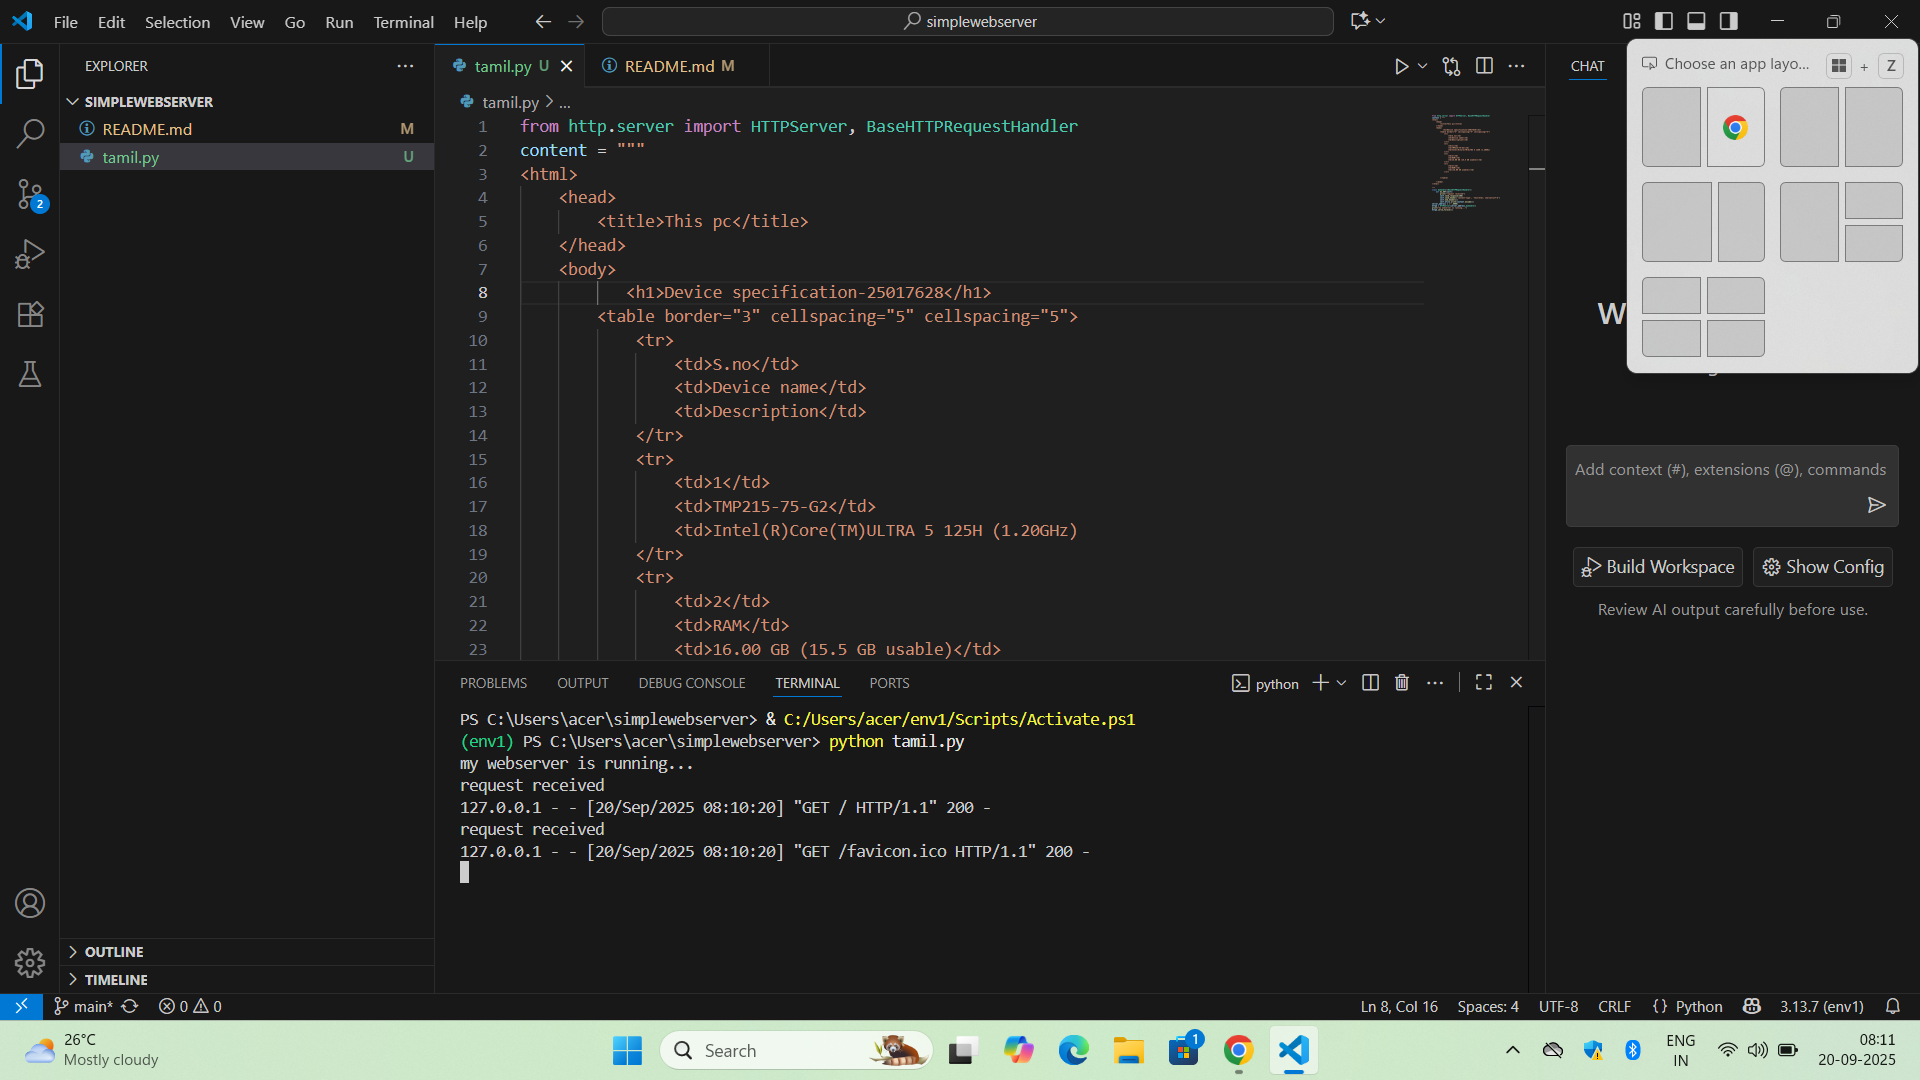 File Edit Selection View Go Run Terminal Help
simplewebserver
EXPLORER
SIMPLEWEBSERVER
README.md M
tamil.py U
OUTLINE
TIMELINE
2
tamil.py U
README.md M
tamil.py > ...
1 from http.server import HTTPServer, BaseHTTPRequestHandler
2 content = """
3 <html>
4 <head>
5 <title>This pc</title>
6 </head>
7 <body>
8 <h1>Device specification-25017628</h1>
9 <table border="3" cellspacing="5" cellspacing="5">
10 <tr>
11 <td>S.no</td>
12 <td>Device name</td>
13 <td>Description</td>
14 </tr>
15 <tr>
16 <td>1</td>
17 <td>TMP215-75-G2</td>
18 <td>Intel(R)Core(TM)ULTRA 5 125H (1.20GHz)
19 </tr>
20 <tr>
21 <td>2</td>
22 <td>RAM</td>
23 <td>16.00 GB (15.5 GB usable)</td>
PROBLEMS OUTPUT DEBUG CONSOLE TERMINAL PORTS
python
PS C:\Users\acer\simplewebserver> & C:/Users/acer/env1/Scripts/Activate.ps1
(env1) PS C:\Users\acer\simplewebserver> python tamil.py
my webserver is running...
request received
127.0.0.1 - - [20/Sep/2025 08:10:20] "GET / HTTP/1.1" 200 -
request received
127.0.0.1 - - [20/Sep/2025 08:10:20] "GET /favicon.ico HTTP/1.1" 200 -
CHAT
Choose an app layo... + Z
W
Add context (#), extensions (@), commands
Build Workspace Show Config
Review AI output carefully before use.
main* 0 0
Ln 8, Col 16 Spaces: 4 UTF-8 CRLF {} Python 3.13.7 (env1)
26°C
Mostly cloudy
Search
1
ENG
IN
08:11
20-09-2025